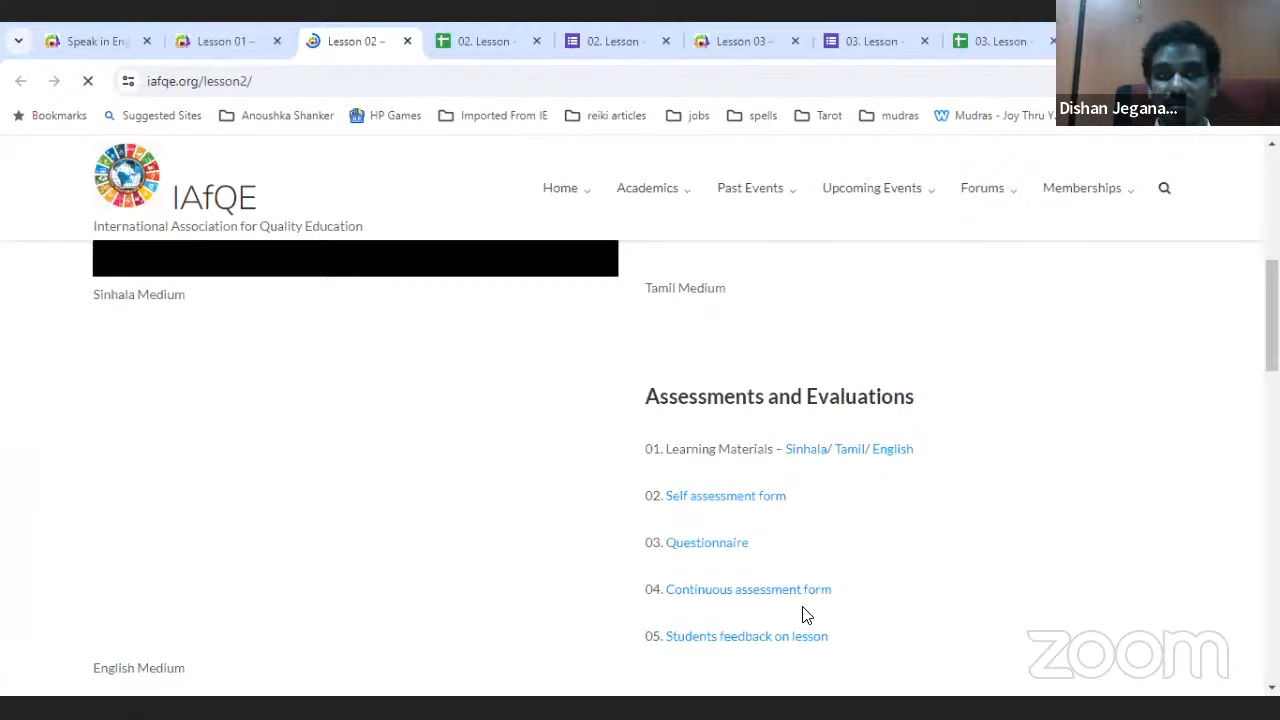 Speak in En
Lesson 01 –
Lesson 02 –
02. Lesson
02. Lesson
Lesson 03 –
03. Lesson
03. Lesson
iafqe.org/lesson2/
Bookmarks
Suggested Sites
Anoushka Shanker
HP Games
Imported From IE
reiki articles
jobs
spells
Tarot
mudras
Mudras - Joy Thru Y
Dishan Jegana...
IAfQE
International Association for Quality Education
Home
Academics
Past Events
Upcoming Events
Forums
Memberships
Sinhala Medium
Tamil Medium
Assessments and Evaluations
01. Learning Materials – Sinhala/ Tamil/ English
02. Self assessment form
03. Questionnaire
04. Continuous assessment form
05. Students feedback on lesson
English Medium
zoom